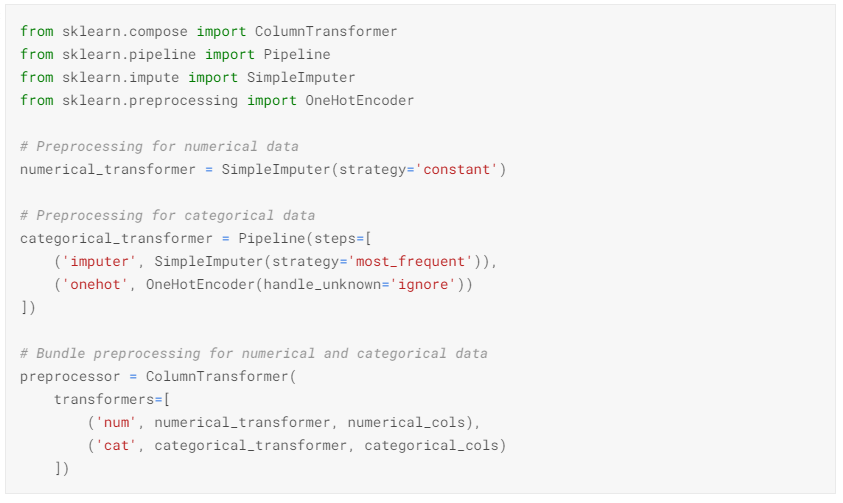 from sklearn.compose import ColumnTransformer
from sklearn.pipeline import Pipeline
from sklearn.impute import SimpleImputer
from sklearn.preprocessing import OneHotEncoder

# Preprocessing for numerical data
numerical_transformer = SimpleImputer(strategy='constant')

# Preprocessing for categorical data
categorical_transformer = Pipeline(steps=[
    ('imputer', SimpleImputer(strategy='most_frequent')),
    ('onehot', OneHotEncoder(handle_unknown='ignore'))
])

# Bundle preprocessing for numerical and categorical data
preprocessor = ColumnTransformer(
    transformers=[
        ('num', numerical_transformer, numerical_cols),
        ('cat', categorical_transformer, categorical_cols)
    ])